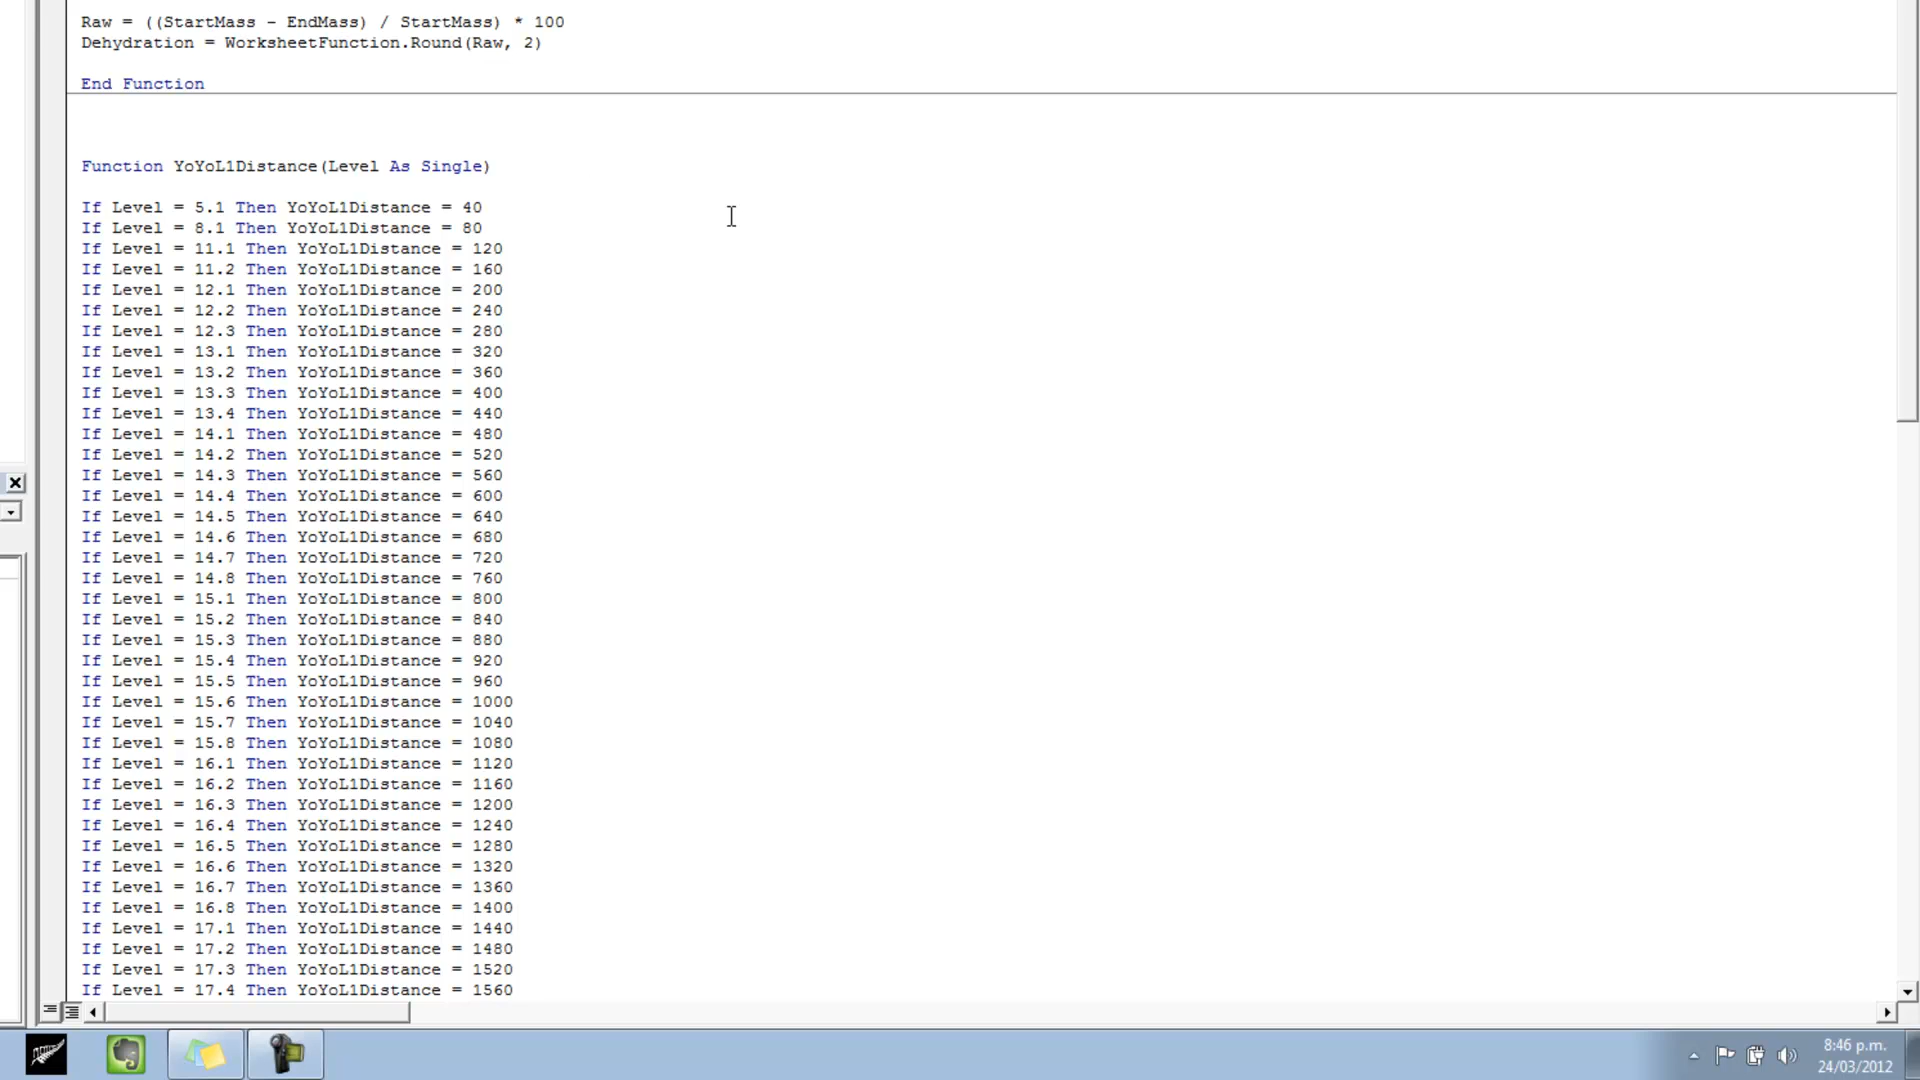 Raw = ((StartMass - EndMass) / StartMass) * 100
Dehydration = WorksheetFunction.Round(Raw, 2)
End Function
Function YoYoL1Distance(Level As Single)
If Level = 5.1 Then YoYoL1Distance = 40
If Level = 8.1 Then YoYoL1Distance = 80
If Level = 11.1 Then YoYoL1Distance = 120
If Level = 11.2 Then YoYoL1Distance = 160
If Level = 12.1 Then YoYoL1Distance = 200
If Level = 12.2 Then YoYoL1Distance = 240
If Level = 12.3 Then YoYoL1Distance = 280
If Level = 13.1 Then YoYoL1Distance = 320
If Level = 13.2 Then YoYoL1Distance = 360
If Level = 13.3 Then YoYoL1Distance = 400
If Level = 13.4 Then YoYoL1Distance = 440
If Level = 14.1 Then YoYoL1Distance = 480
If Level = 14.2 Then YoYoL1Distance = 520
If Level = 14.3 Then YoYoL1Distance = 560
If Level = 14.4 Then YoYoL1Distance = 600
If Level = 14.5 Then YoYoL1Distance = 640
If Level = 14.6 Then YoYoL1Distance = 680
If Level = 14.7 Then YoYoL1Distance = 720
If Level = 14.8 Then YoYoL1Distance = 760
If Level = 15.1 Then YoYoL1Distance = 800
If Level = 15.2 Then YoYoL1Distance = 840
If Level = 15.3 Then YoYoL1Distance = 880
If Level = 15.4 Then YoYoL1Distance = 920
If Level = 15.5 Then YoYoL1Distance = 960
If Level = 15.6 Then YoYoL1Distance = 1000
If Level = 15.7 Then YoYoL1Distance = 1040
If Level = 15.8 Then YoYoL1Distance = 1080
If Level = 16.1 Then YoYoL1Distance = 1120
If Level = 16.2 Then YoYoL1Distance = 1160
If Level = 16.3 Then YoYoL1Distance = 1200
If Level = 16.4 Then YoYoL1Distance = 1240
If Level = 16.5 Then YoYoL1Distance = 1280
If Level = 16.6 Then YoYoL1Distance = 1320
If Level = 16.7 Then YoYoL1Distance = 1360
If Level = 16.8 Then YoYoL1Distance = 1400
If Level = 17.1 Then YoYoL1Distance = 1440
If Level = 17.2 Then YoYoL1Distance = 1480
If Level = 17.3 Then YoYoL1Distance = 1520
If Level = 17.4 Then YoYoL1Distance = 1560
8:46 p.m.
24/03/2012